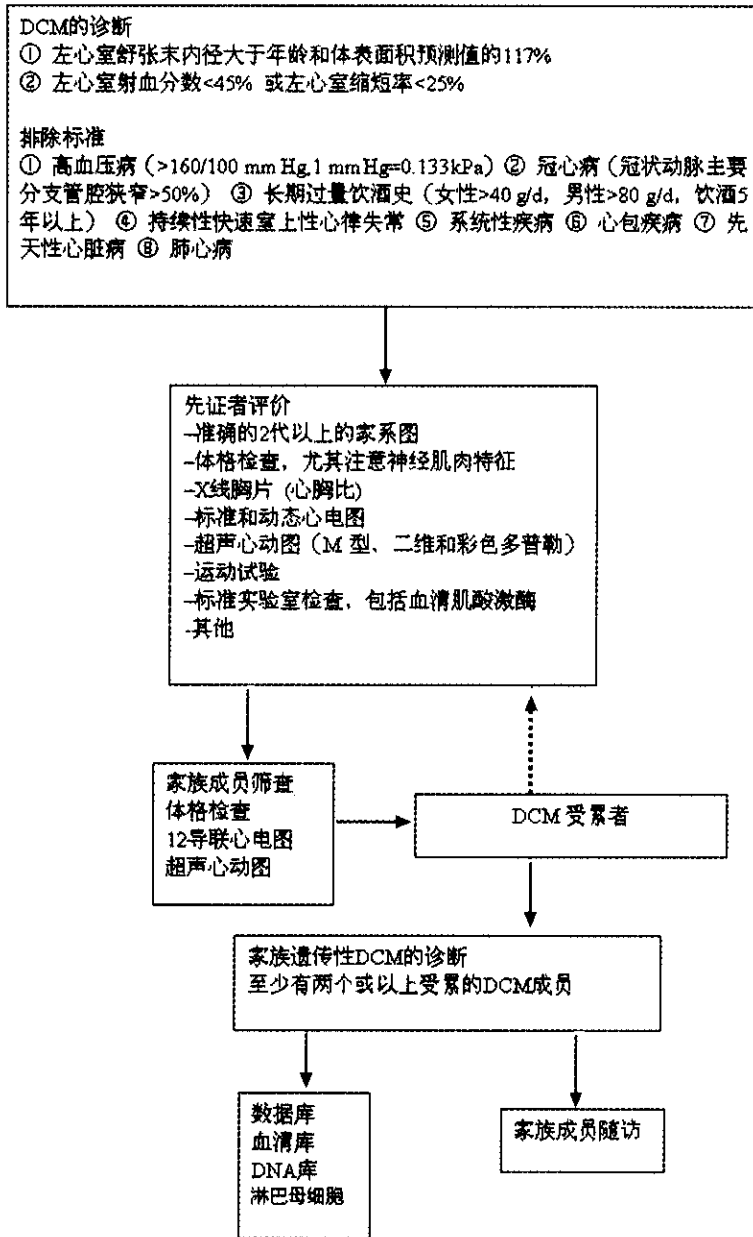 DCM的诊断
① 左心室舒张末内径大于年龄和体表面积预测值的117%
② 左心室射血分数<45% 或左心室缩短率<25%
排除标准
① 高血压病（>160/100 mm Hg,1 mmHg=0.133kPa）② 冠心病（冠状动脉主要
分支管腔狭窄>50%）③ 长期过量饮酒史（女性>40 g/d，男性>80 g/d，饮酒5
年以上）④ 持续性快速室上性心律失常 ⑤ 系统性疾病 ⑥ 心包疾病 ⑦ 先
天性心脏病 ⑧ 肺心病
先证者评价
–准确的2代以上的家系图
–体格检查，尤其注意神经肌肉特征
–X线胸片 (心胸比)
–标准和动态心电图
–超声心动图（M 型、二维和彩色多普勒）
–运动试验
–标准实验室检查，包括血清肌酸激酶
-其他
家族成员筛查
体格检查
12导联心电图
超声心动图
DCM 受累者
家族遗传性DCM的诊断
至少有两个或以上受累的DCM成员
数据库
血清库
DNA库
淋巴母细胞
家族成员随访